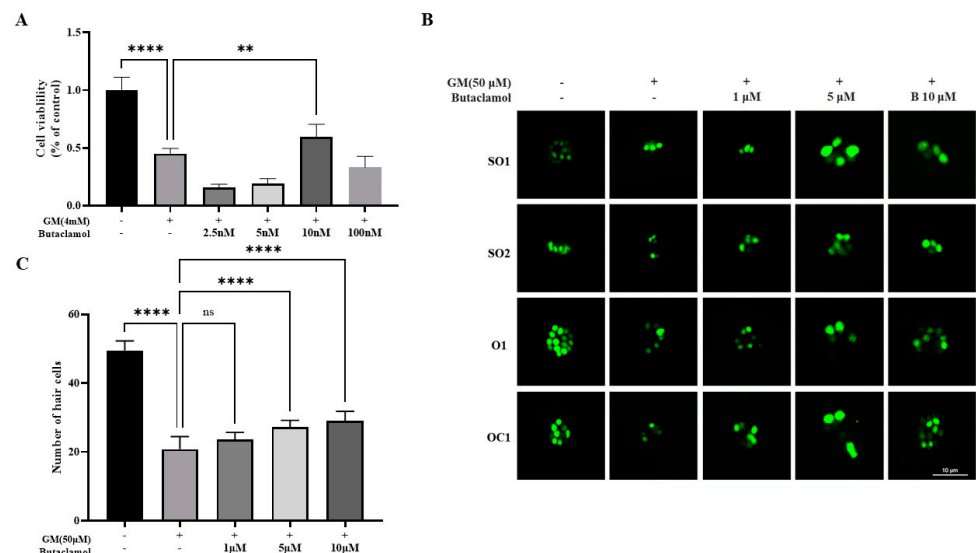 A
****
**
Cell viablility
(% of control)
1.5
1.0
0.5
0.0
GM(4mM) - + + + + +
Butaclamol - - 2.5nM 5nM 10nM 100nM
B
GM(50 μM) - + + + +
Butaclamol - - 1 μM 5 μM B 10 μM
SO1
SO2
O1
OC1
10 μm
C
****
****
****
ns
Number of hair cells
60
40
20
0
GM(50μM) - + + + +
Butaclamol - - 1μM 5μM 10μM